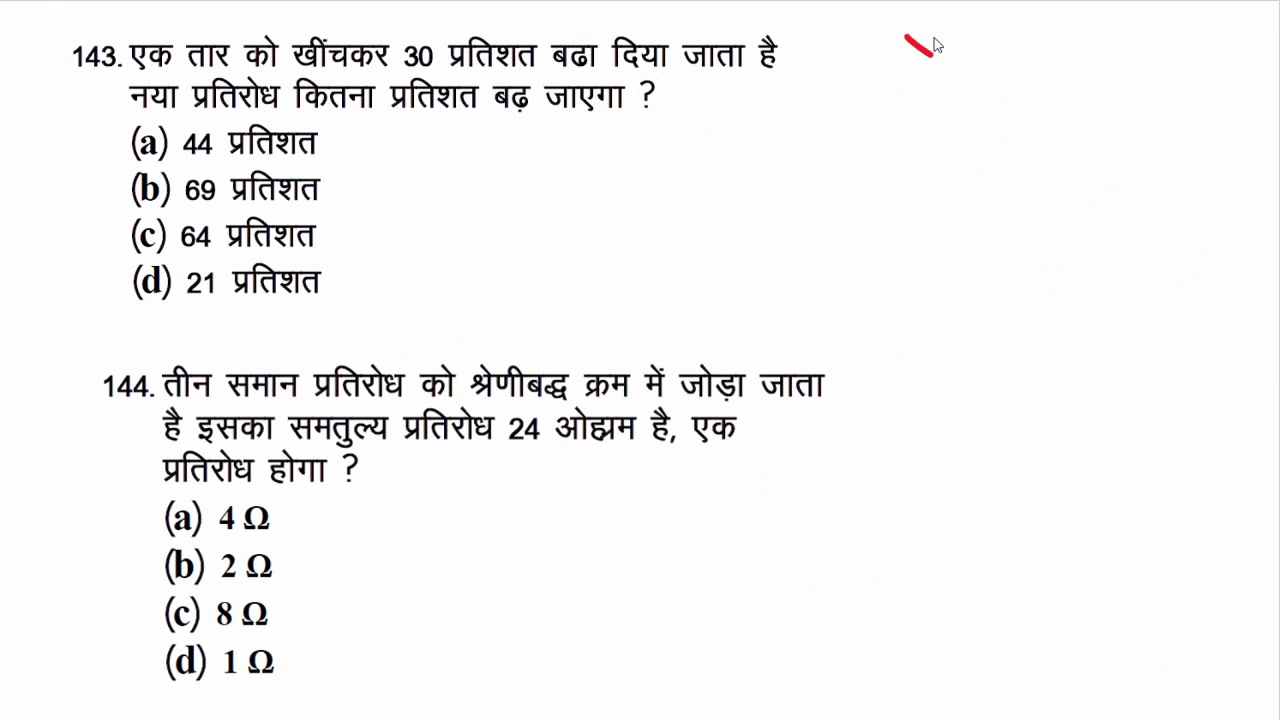 143. एक तार को खींचकर 30 प्रतिशत बढा दिया जाता है
नया प्रतिरोध कितना प्रतिशत बढ़ जाएगा ?
(a) 44 प्रतिशत
(b) 69 प्रतिशत
(c) 64 प्रतिशत
(d) 21 प्रतिशत
144. तीन समान प्रतिरोध को श्रेणीबद्ध क्रम में जोड़ा जाता
है इसका समतुल्य प्रतिरोध 24 ओह्मम है, एक
प्रतिरोध होगा ?
(a) 4 Ω
(b) 2 Ω
(c) 8 Ω
(d) 1 Ω